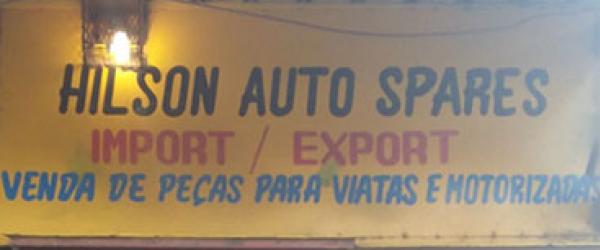 HILSON AUTO SPARES
IMPORT / EXPORT
VENDA DE PEÇAS PARA VIATAS E MOTORIZADAS